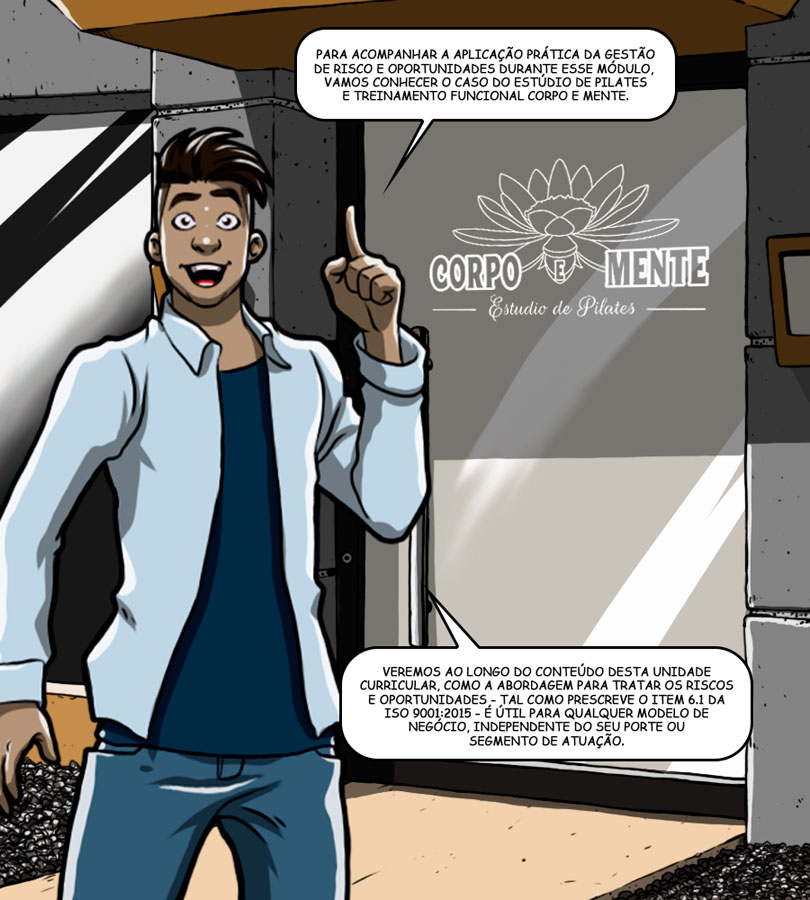 PARA ACOMPANHAR A APLICAÇÃO PRÁTICA DA GESTÃO
DE RISCO E OPORTUNIDADES DURANTE ESSE MÓDULO,
VAMOS CONHECER O CASO DO ESTÚDIO DE PILATES
E TREINAMENTO FUNCIONAL CORPO E MENTE.
CORPO E MENTE
Estudio de Pilates
VEREMOS AO LONGO DO CONTEÚDO DESTA UNIDADE
CURRICULAR, COMO A ABORDAGEM PARA TRATAR OS RISCOS
E OPORTUNIDADES - TAL COMO PRESCREVE O ITEM 6.1 DA
ISO 9001:2015 - É ÚTIL PARA QUALQUER MODELO DE
NEGÓCIO, INDEPENDENTE DO SEU PORTE OU
SEGMENTO DE ATUAÇÃO.